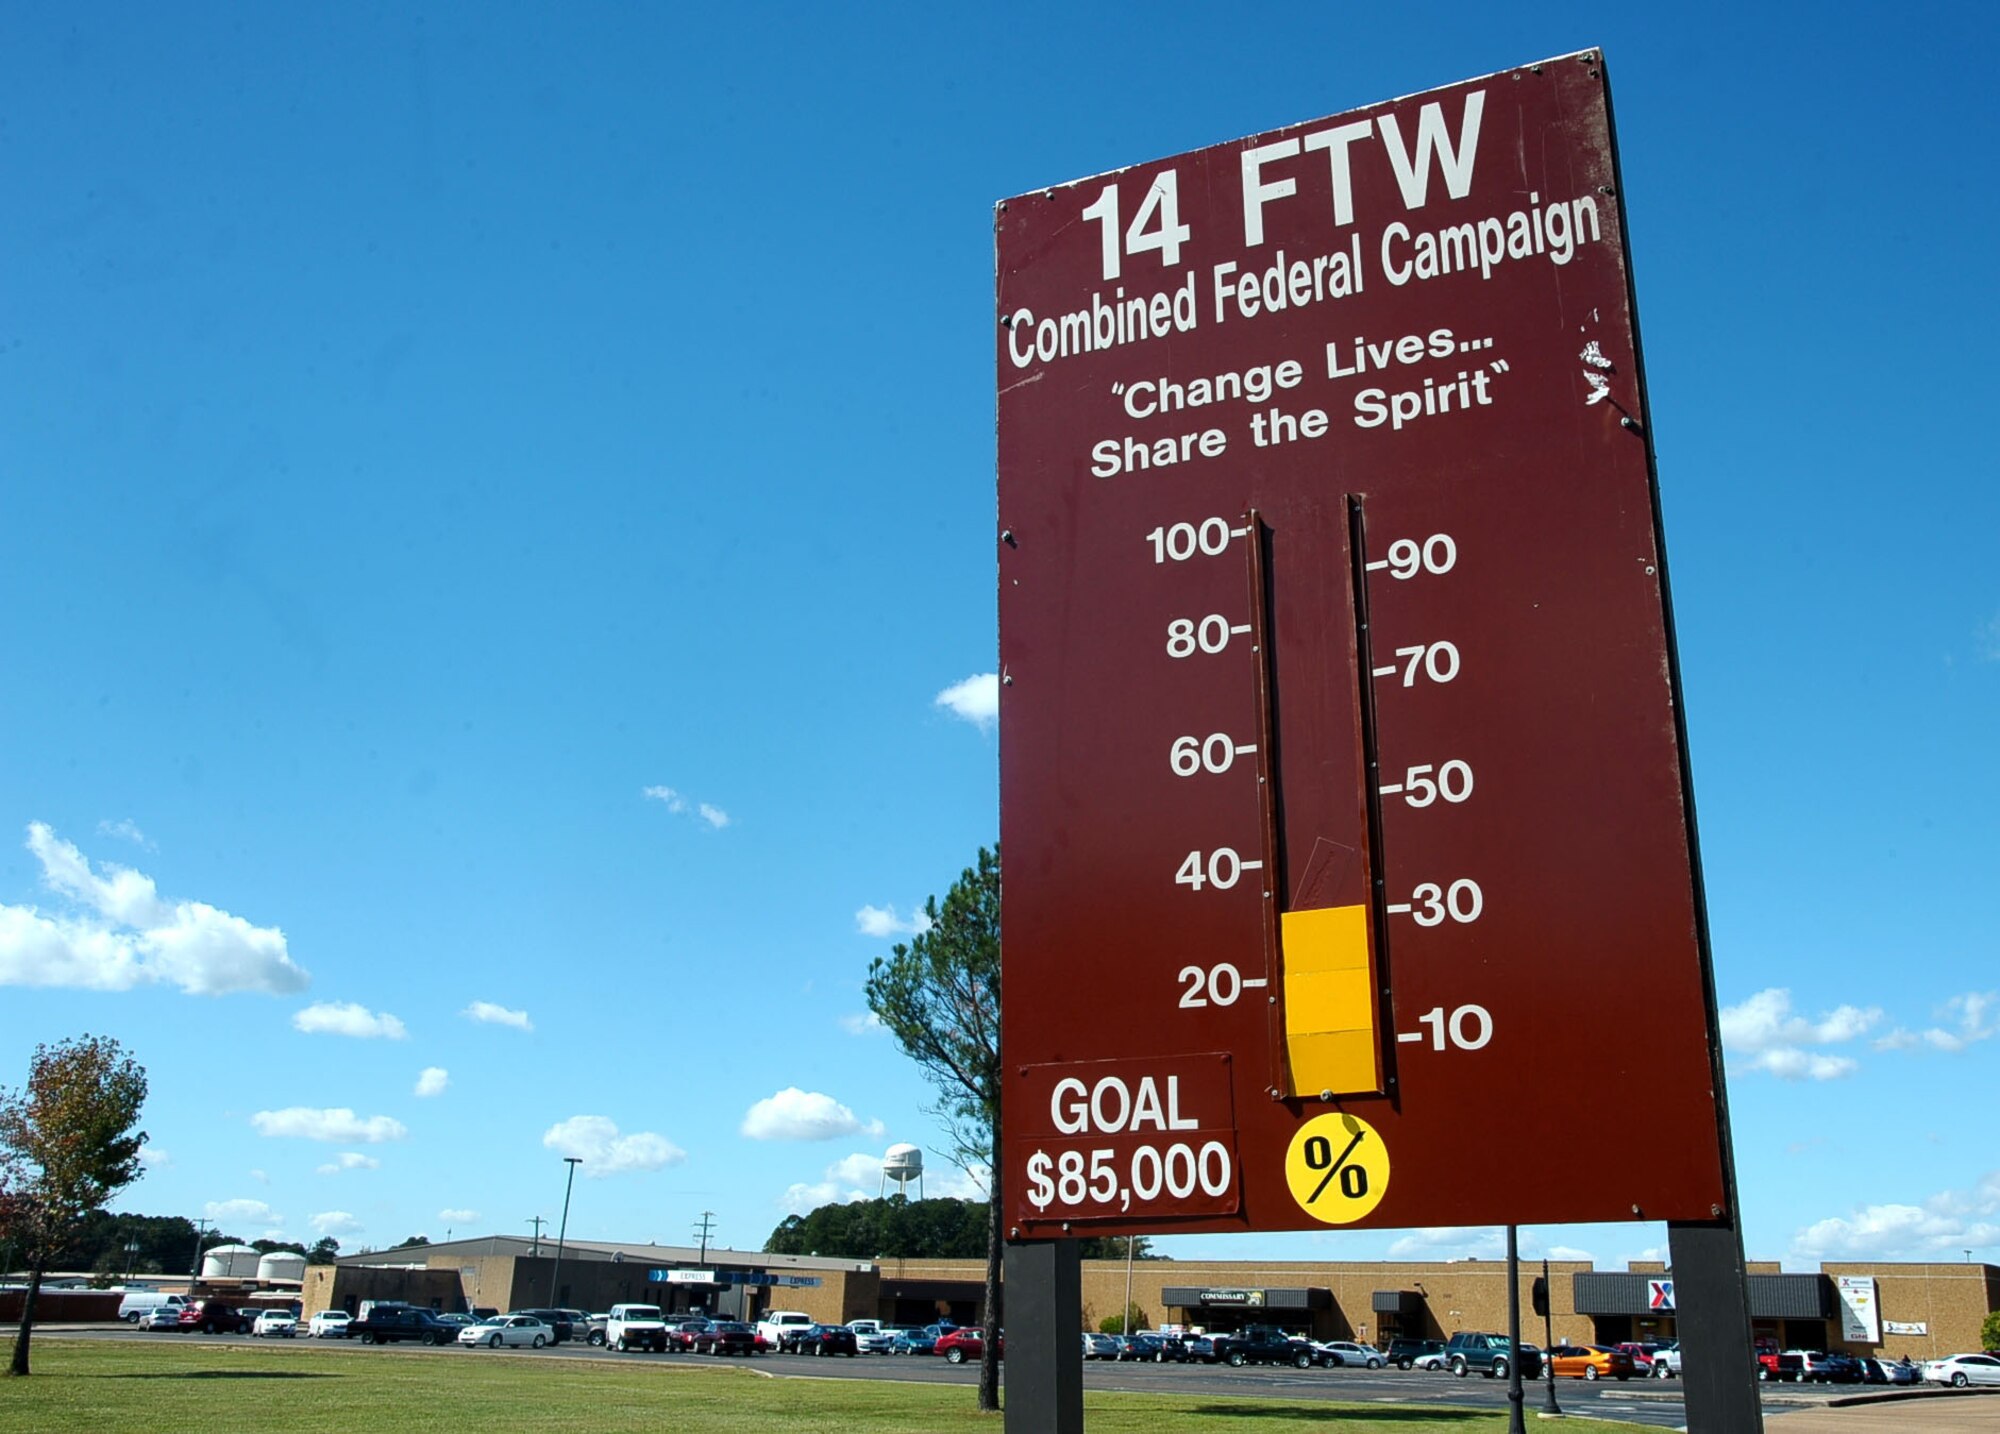 14 FTW
Combined Federal Campaign
“Change Lives...
Share the Spirit”
100-
-90
80-
-70
60-
-50
40-
-30
20-
-10
GOAL
$85,000
%
EXPRESS
EXPRESS
COMMISSARY
X